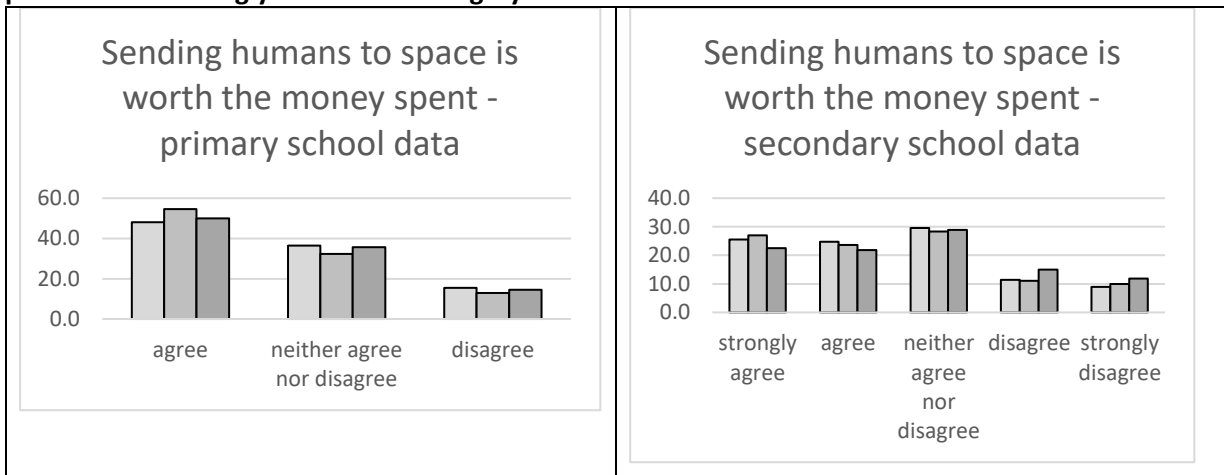 Sending humans to space is
worth the money spent -
primary school data
60.0
40.0
20.0
0.0
agree
neither agree
nor disagree
disagree
Sending humans to space is
worth the money spent -
secondary school data
40.0
30.0
20.0
10.0
0.0
strongly
agree
agree
neither
agree
nor
disagree
disagree
strongly
disagree